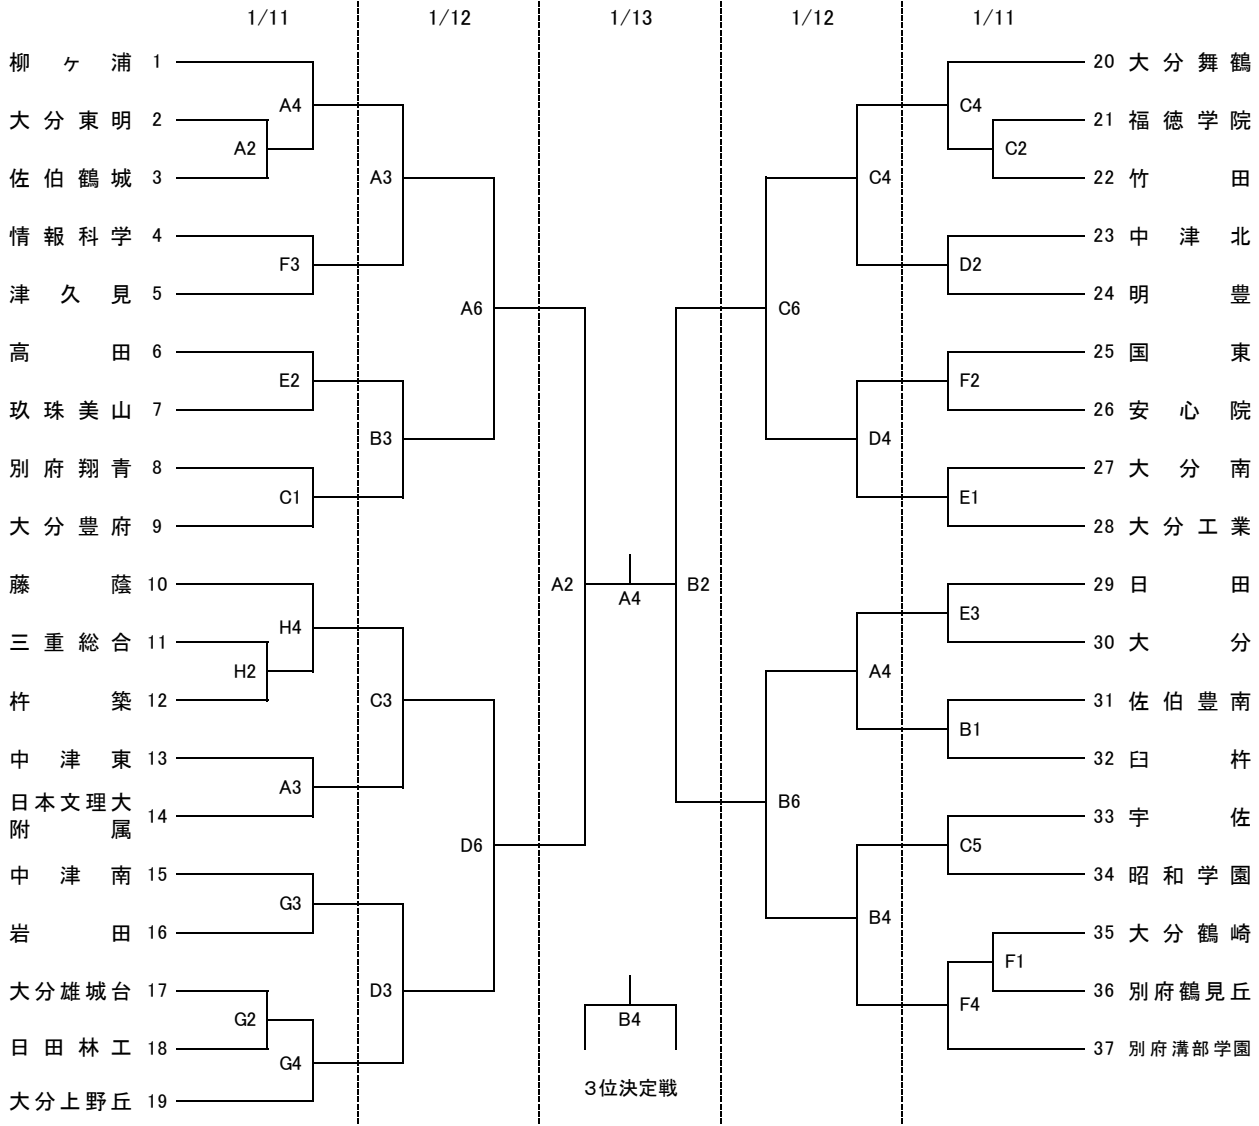 1/11 1/12 1/13 1/12 1/11
柳ヶ浦 1
大分東明 2
佐伯鶴城 3
情報科学 4
津久見 5
高田 6
玖珠美山 7
別府翔青 8
大分豊府 9
藤蔭 10
三重総合 11
杵築 12
中津東 13
日本文理大
附属 14
中津南 15
岩田 16
大分雄城台 17
日田林工 18
大分上野丘 19
A4
A2
F3
E2
C1
H4
H2
A3
G3
G2
G4
A3
B3
C3
D3
A6
D6
A2
A4
B2
B4
3位決定戦
C6
B6
C4
D4
A4
B4
C4
C2
D2
F2
E1
E3
B1
C5
F1
F4
20 大分舞鶴
21 福徳学院
22 竹田
23 中津北
24 明豊
25 国東
26 安心院
27 大分南
28 大分工業
29 日田
30 大分
31 佐伯豊南
32 臼杵
33 宇佐
34 昭和学園
35 大分鶴崎
36 別府鶴見丘
37 別府溝部学園